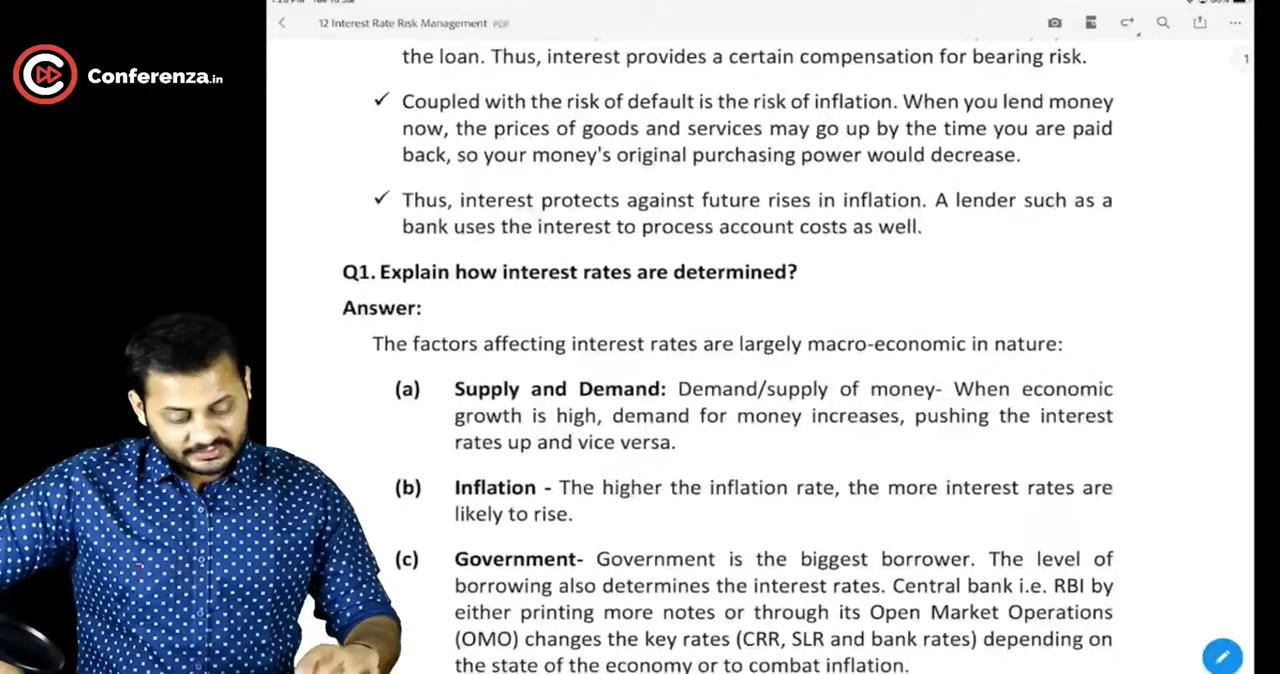 12 Interest Rate Risk Management PDF
Conferenza.in
1
the loan. Thus, interest provides a certain compensation for bearing risk.
✓ Coupled with the risk of default is the risk of inflation. When you lend money
now, the prices of goods and services may go up by the time you are paid
back, so your money's original purchasing power would decrease.
✓ Thus, interest protects against future rises in inflation. A lender such as a
bank uses the interest to process account costs as well.
Q1. Explain how interest rates are determined?
Answer:
The factors affecting interest rates are largely macro-economic in nature:
(a) Supply and Demand: Demand/supply of money- When economic
growth is high, demand for money increases, pushing the interest
rates up and vice versa.
(b) Inflation - The higher the inflation rate, the more interest rates are
likely to rise.
(c) Government- Government is the biggest borrower. The level of
borrowing also determines the interest rates. Central bank i.e. RBI by
either printing more notes or through its Open Market Operations
(OMO) changes the key rates (CRR, SLR and bank rates) depending on
the state of the economy or to combat inflation.